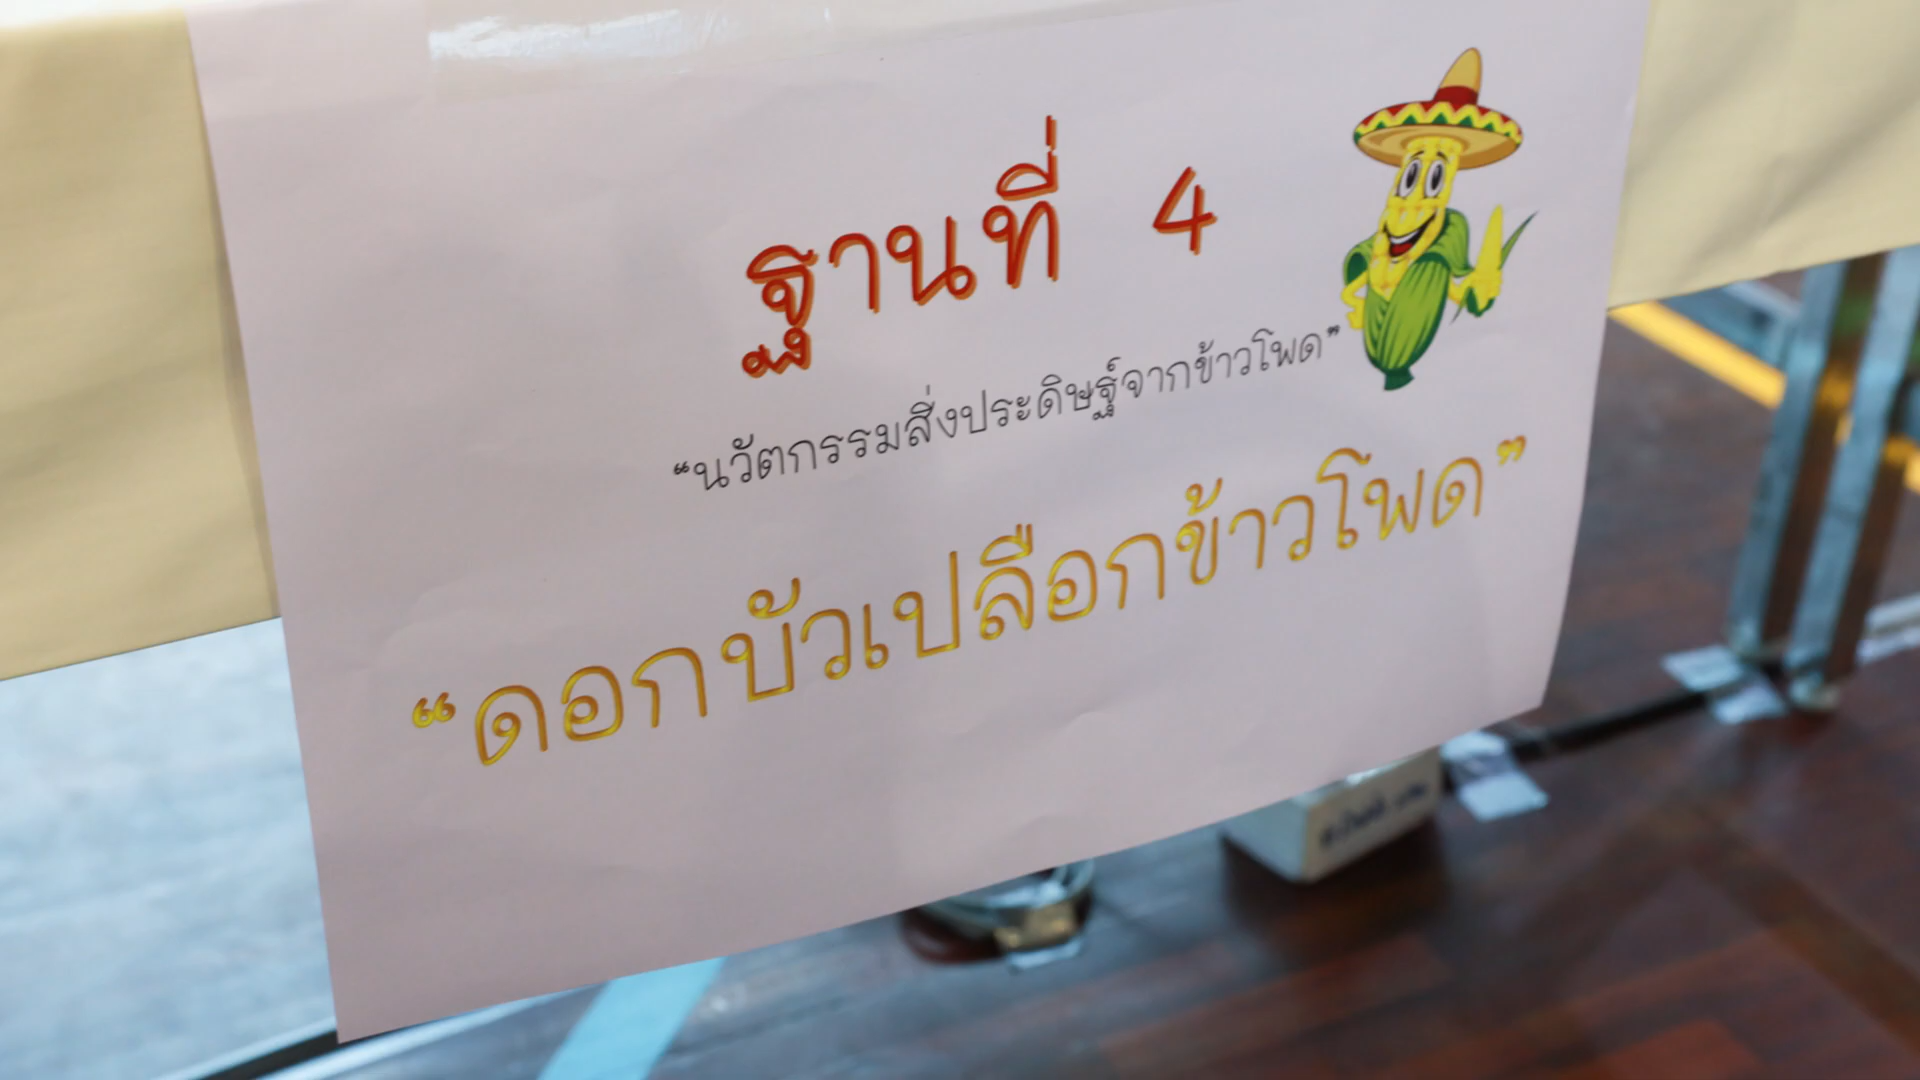 ฐานที่ 4
“นวัตกรรมสิ่งประดิษฐ์จากข้าวโพด”
“ดอกบัวเปลือกข้าวโพด”